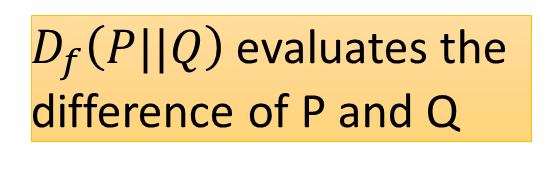 D_f(P||Q) evaluates the
difference of P and Q